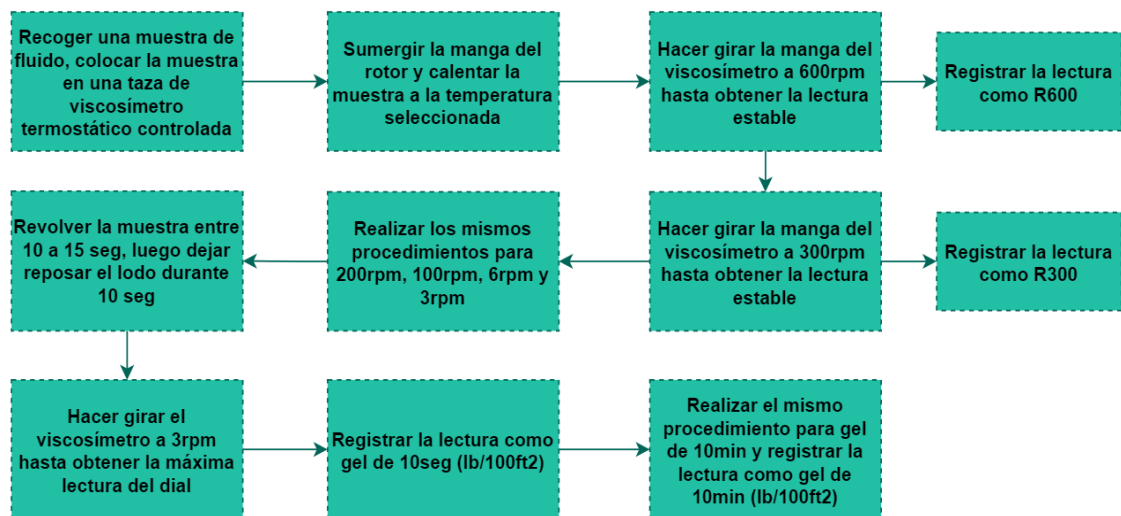 Recoger una muestra de
fluido, colocar la muestra
en una taza de
viscosímetro
termostático controlada
Sumergir la manga del
rotor y calentar la
muestra a la temperatura
seleccionada
Hacer girar la manga del
viscosímetro a 600rpm
hasta obtener la lectura
estable
Registrar la lectura
como R600
Hacer girar la manga del
viscosímetro a 300rpm
hasta obtener la lectura
estable
Registrar la lectura
como R300
Realizar los mismos
procedimientos para
200rpm, 100rpm, 6rpm y
3rpm
Revolver la muestra entre
10 a 15 seg, luego dejar
reposar el lodo durante
10 seg
Hacer girar el
viscosímetro a 3rpm
hasta obtener la máxima
lectura del dial
Registrar la lectura como
gel de 10seg (lb/100ft2)
Realizar el mismo
procedimiento para gel
de 10min y registrar la
lectura como gel de
10min (lb/100ft2)